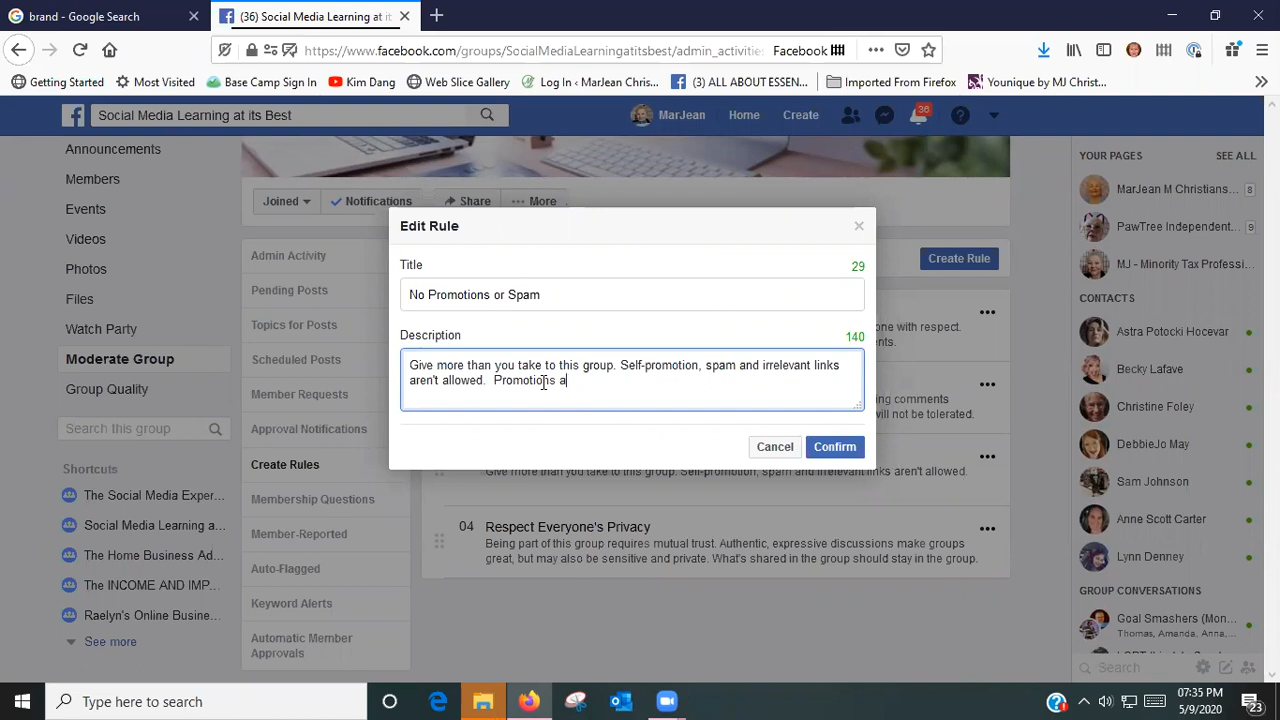 brand - Google Search
(36) Social Media Learning at it
https://www.facebook.com/groups/SocialMediaLearningatitsbest/admin_activitie
Facebook
Getting Started
Most Visited
Base Camp Sign In
Kim Dang
Web Slice Gallery
Log In ‹ MarJean Chris...
(3) ALL ABOUT ESSEN...
Imported From Firefox
Younique by MJ Christ...
Social Media Learning at its Best
MarJean
Home
Create
36
Announcements
Members
Events
Videos
Photos
Files
Watch Party
Moderate Group
Group Quality
Search this group
Shortcuts
The Social Media Exper...
Social Media Learning a...
The Home Business Ad...
The INCOME AND IMP...
Raelyn's Online Busine...
See more
Joined
Notifications
Share
More
Admin Activity
Pending Posts
Topics for Posts
Scheduled Posts
Member Requests
Approval Notifications
Create Rules
Membership Questions
Member-Reported
Auto-Flagged
Keyword Alerts
Automatic Member
Approvals
Create Rule
Edit Rule
Title
29
No Promotions or Spam
Description
140
Give more than you take to this group. Self-promotion, spam and irrelevant links
aren't allowed.  Promotions a
Cancel
Confirm
one with respect.
ents.
ing comments
will not be tolerated.
Give more than you take to this group. Self-promotion, spam and irrelevant links aren't allowed.
04 Respect Everyone's Privacy
Being part of this group requires mutual trust. Authentic, expressive discussions make groups
great, but may also be sensitive and private. What's shared in the group should stay in the group.
YOUR PAGES
SEE ALL
MarJean M Christians...
8
PawTree Independent...
9
MJ - Minority Tax Professi...
CONTACTS
Astra Potocki Hocevar
Becky Lafave
Christine Foley
DebbieJo May
Sam Johnson
Anne Scott Carter
Lynn Denney
GROUP CONVERSATIONS
Goal Smashers (Mon...
Thomas, Amanda, Anna,...
Search
Type here to search
07:35 PM
5/9/2020
23